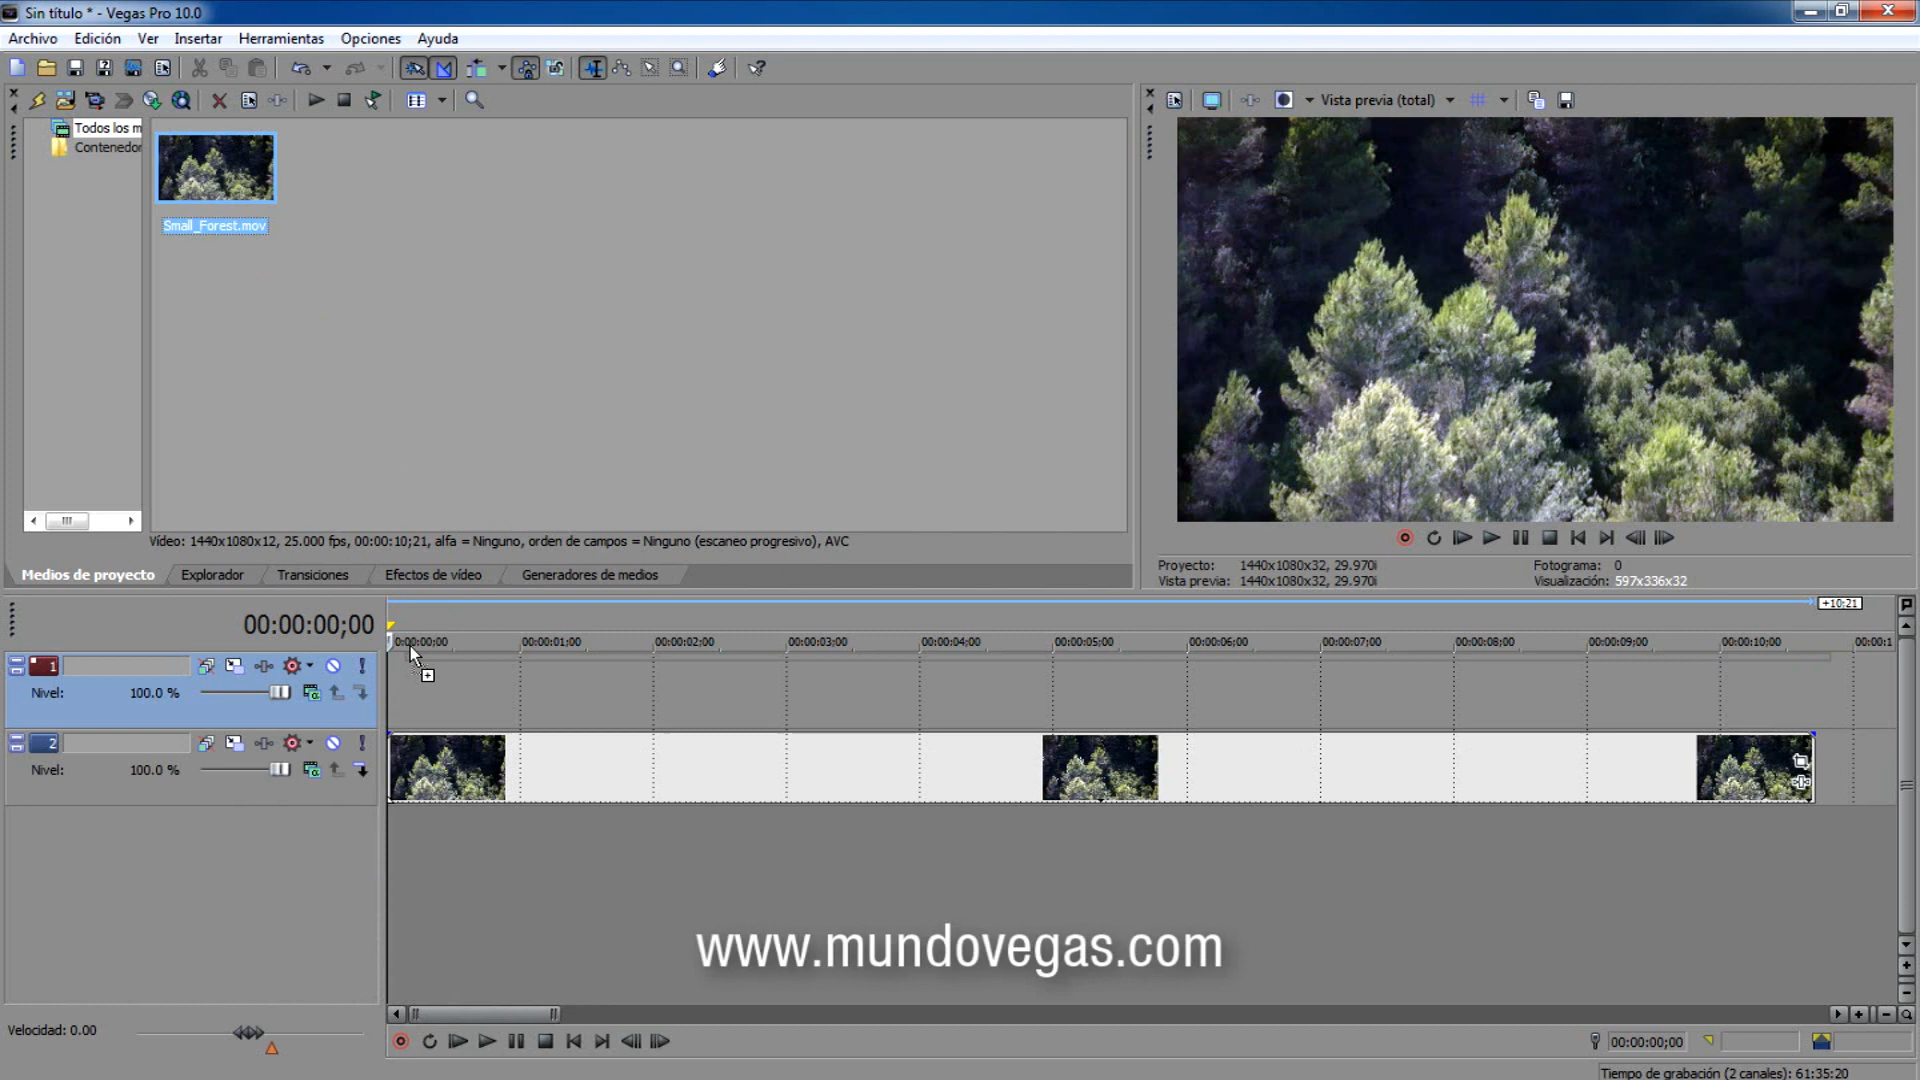 Sin título * - Vegas Pro 10.0
Archivo Edición Ver Insertar Herramientas Opciones Ayuda
Todos los m
Contenedor
Small_Forest.mov
Vídeo: 1440x1080x12, 25.000 fps, 00:00:10;21, alfa = Ninguno, orden de campos = Ninguno (escaneo progresivo), AVC
Medios de proyecto Explorador Transiciones Efectos de vídeo Generadores de medios
Vista previa (total)
Proyecto: 1440x1080x32, 29.970i
Vista previa: 1440x1080x32, 29.970i
Fotograma: 0
Visualización: 597x336x32
00:00:00;00
+10:21
0:00:00;00 00:00:01;00 00:00:02;00 00:00:03;00 00:00:04;00 00:00:05;00 00:00:06;00 00:00:07;00 00:00:08;00 00:00:09;00 00:00:10;00 00:00:1
1
Nivel: 100.0 %
2
Nivel: 100.0 %
www.mundovegas.com
Velocidad: 0.00
00:00:00;00
Tiempo de grabación (2 canales): 61:35:20